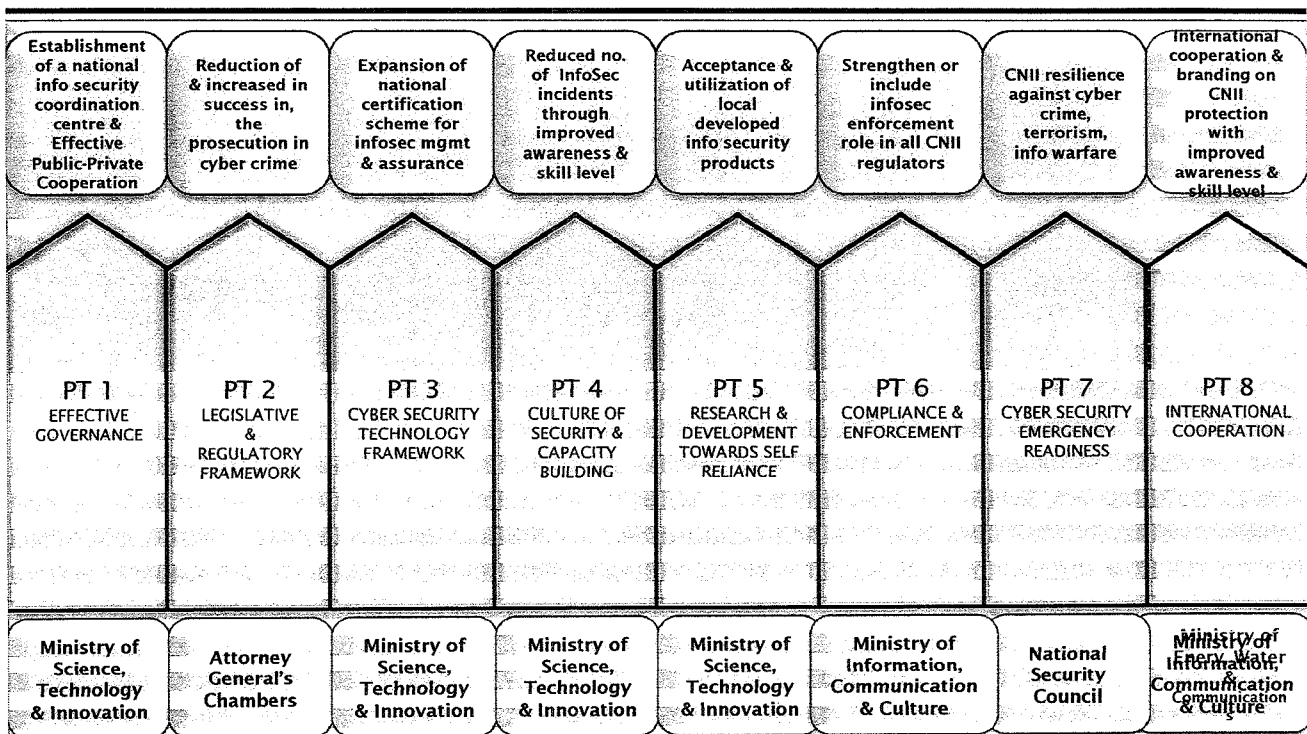 Establishment
of a national
info security
coordination
centre &
Effective
Public-Private
Cooperation
Reduction of
& increased in
success in,
the
prosecution in
cyber crime
Expansion of
national
certification
scheme for
infosec mgmt
& assurance
Reduced no.
of InfoSec
incidents
through
improved
awareness &
skill level
Acceptance &
utilization of
local
developed
info security
products
Strengthen or
include
infosec
enforcement
role in all CNII
regulators
CNII resilience
against cyber
crime,
terrorism,
info warfare
International
cooperation &
branding on
CNII
protection
with
improved
awareness &
skill level
PT 1
EFFECTIVE
GOVERNANCE
PT 2
LEGISLATIVE
&
REGULATORY
FRAMEWORK
PT 3
CYBER SECURITY
TECHNOLOGY
FRAMEWORK
PT 4
CULTURE OF
SECURITY &
CAPACITY
BUILDING
PT 5
RESEARCH &
DEVELOPMENT
TOWARDS SELF
RELIANCE
PT 6
COMPLIANCE &
ENFORCEMENT
PT 7
CYBER SECURITY
EMERGENCY
READINESS
PT 8
INTERNATIONAL
COOPERATION
Ministry of
Science,
Technology
& Innovation
Attorney
General's
Chambers
Ministry of
Science,
Technology
& Innovation
Ministry of
Science,
Technology
& Innovation
Ministry of
Science,
Technology
& Innovation
Ministry of
Information,
Communication
& Culture
National
Security
Council
Ministry of
Information,
Communication
& Culture